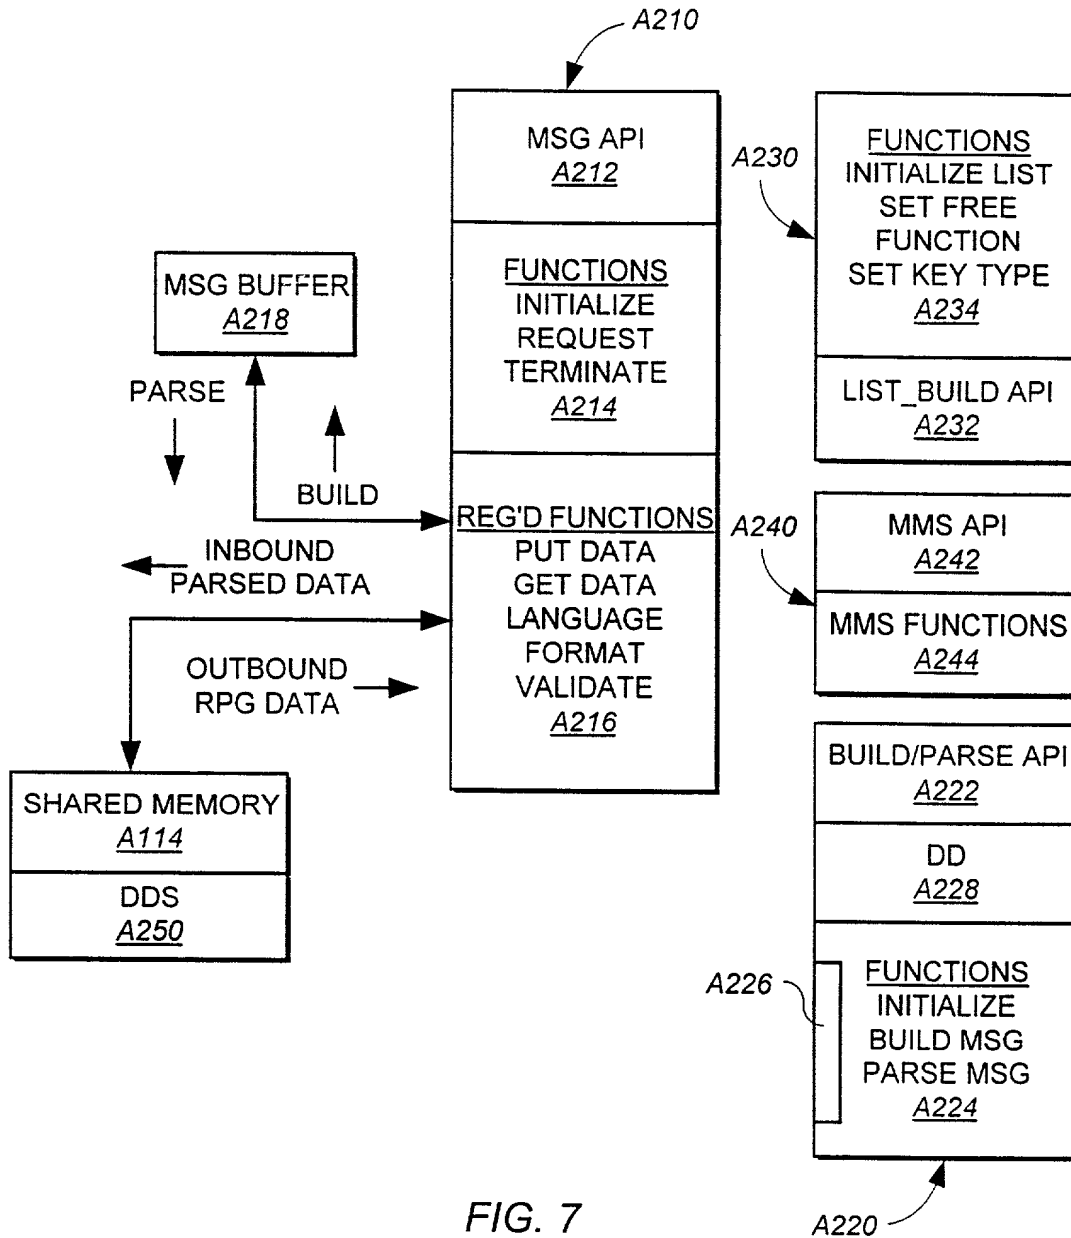 A210
MSG API
A212
FUNCTIONS
INITIALIZE
REQUEST
TERMINATE
A214
REG'D FUNCTIONS
PUT DATA
GET DATA
LANGUAGE
FORMAT
VALIDATE
A216
MSG BUFFER
A218
PARSE
BUILD
INBOUND
PARSED DATA
OUTBOUND
RPG DATA
SHARED MEMORY
A114
DDS
A250
A230
FUNCTIONS
INITIALIZE LIST
SET FREE
FUNCTION
SET KEY TYPE
A234
LIST_BUILD API
A232
A240
MMS API
A242
MMS FUNCTIONS
A244
BUILD/PARSE API
A222
DD
A228
A226
FUNCTIONS
INITIALIZE
BUILD MSG
PARSE MSG
A224
A220
FIG. 7